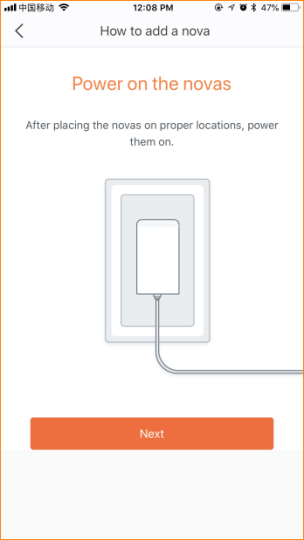 中国移动 12:08 PM 47%
How to add a nova
Power on the novas
After placing the novas on proper locations, power
them on.
Next